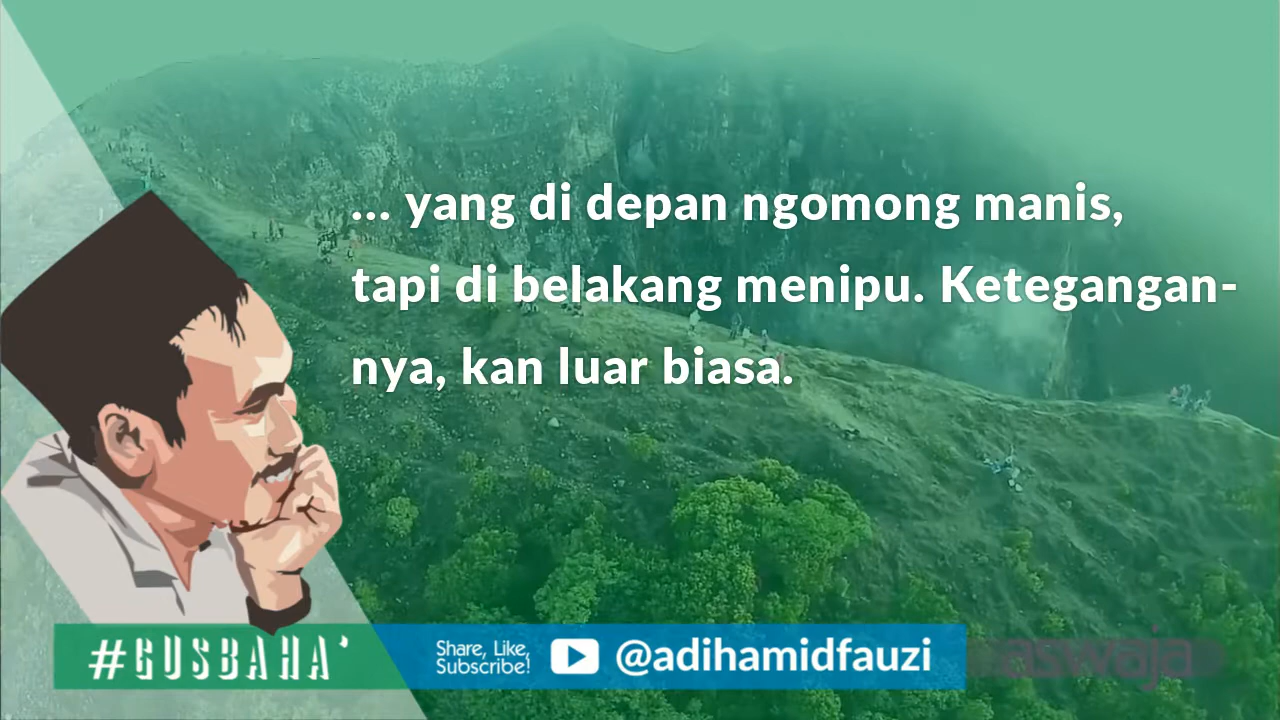 ... yang di depan ngomong manis,
tapi di belakang menipu. Ketegangan-
nya, kan luar biasa.
#GUSBAHA'
Share, Like,
Subscribe!
@adihamidfauzi
aswaja